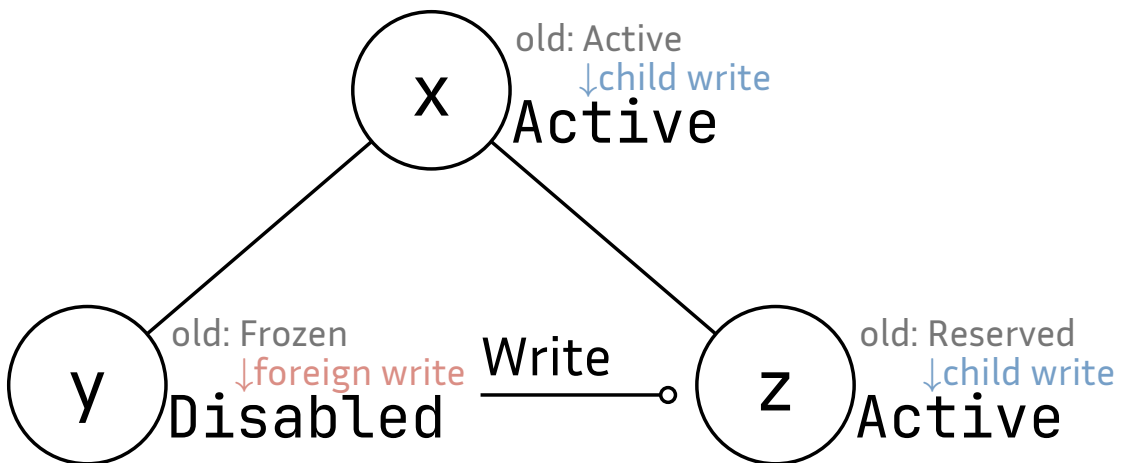 old: Active
↓child write
x
Active
old: Frozen
↓foreign write
y
Disabled
Write
old: Reserved
↓child write
z
Active